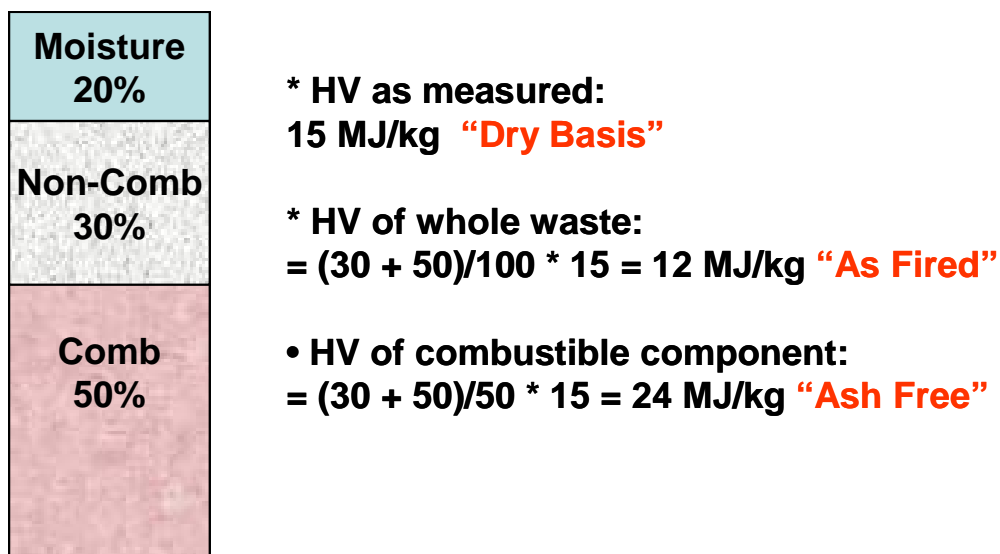 Moisture
20%
Non-Comb
30%
Comb
50%
* HV as measured:
15 MJ/kg “Dry Basis”
* HV of whole waste:
= (30 + 50)/100 * 15 = 12 MJ/kg “As Fired”
• HV of combustible component:
= (30 + 50)/50 * 15 = 24 MJ/kg “Ash Free”